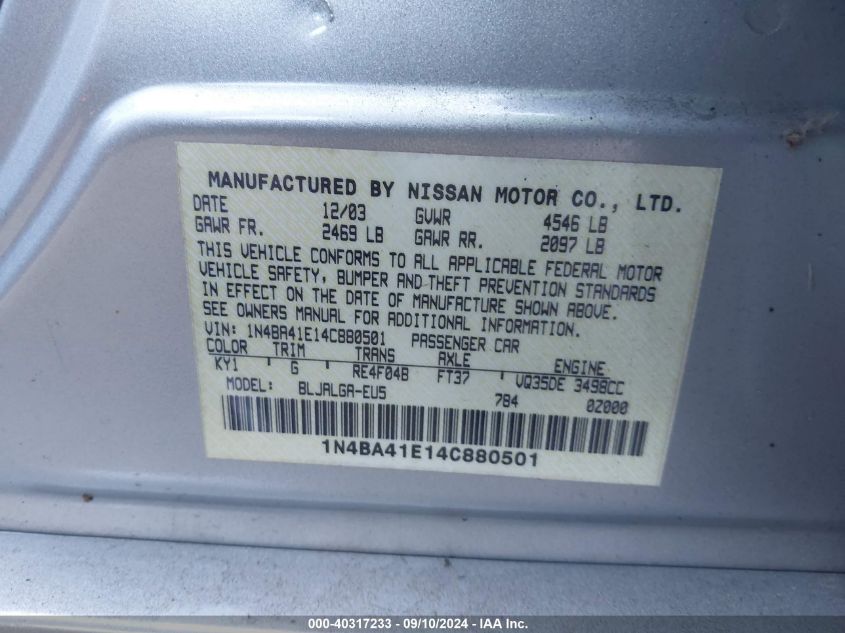 MANUFACTURED BY NISSAN MOTOR CO., LTD.
DATE 12/03 GVWR 4546 LB
GAWR FR. 2469 LB GAWR RR. 2097 LB
THIS VEHICLE CONFORMS TO ALL APPLICABLE FEDERAL MOTOR
VEHICLE SAFETY, BUMPER AND THEFT PREVENTION STANDARDS
IN EFFECT ON THE DATE OF MANUFACTURE SHOWN ABOVE.
SEE OWNERS MANUAL FOR ADDITIONAL INFORMATION.
VIN: 1N4BA41E14C880501 PASSENGER CAR
COLOR TRIM TRANS AXLE ENGINE
KY1 G RE4F04B FT37 VQ35DE 3498CC
MODEL: BLJALGA-EU5 784 0Z000
1N4BA41E14C880501
000-40317233 - 09/10/2024 - IAAI.com